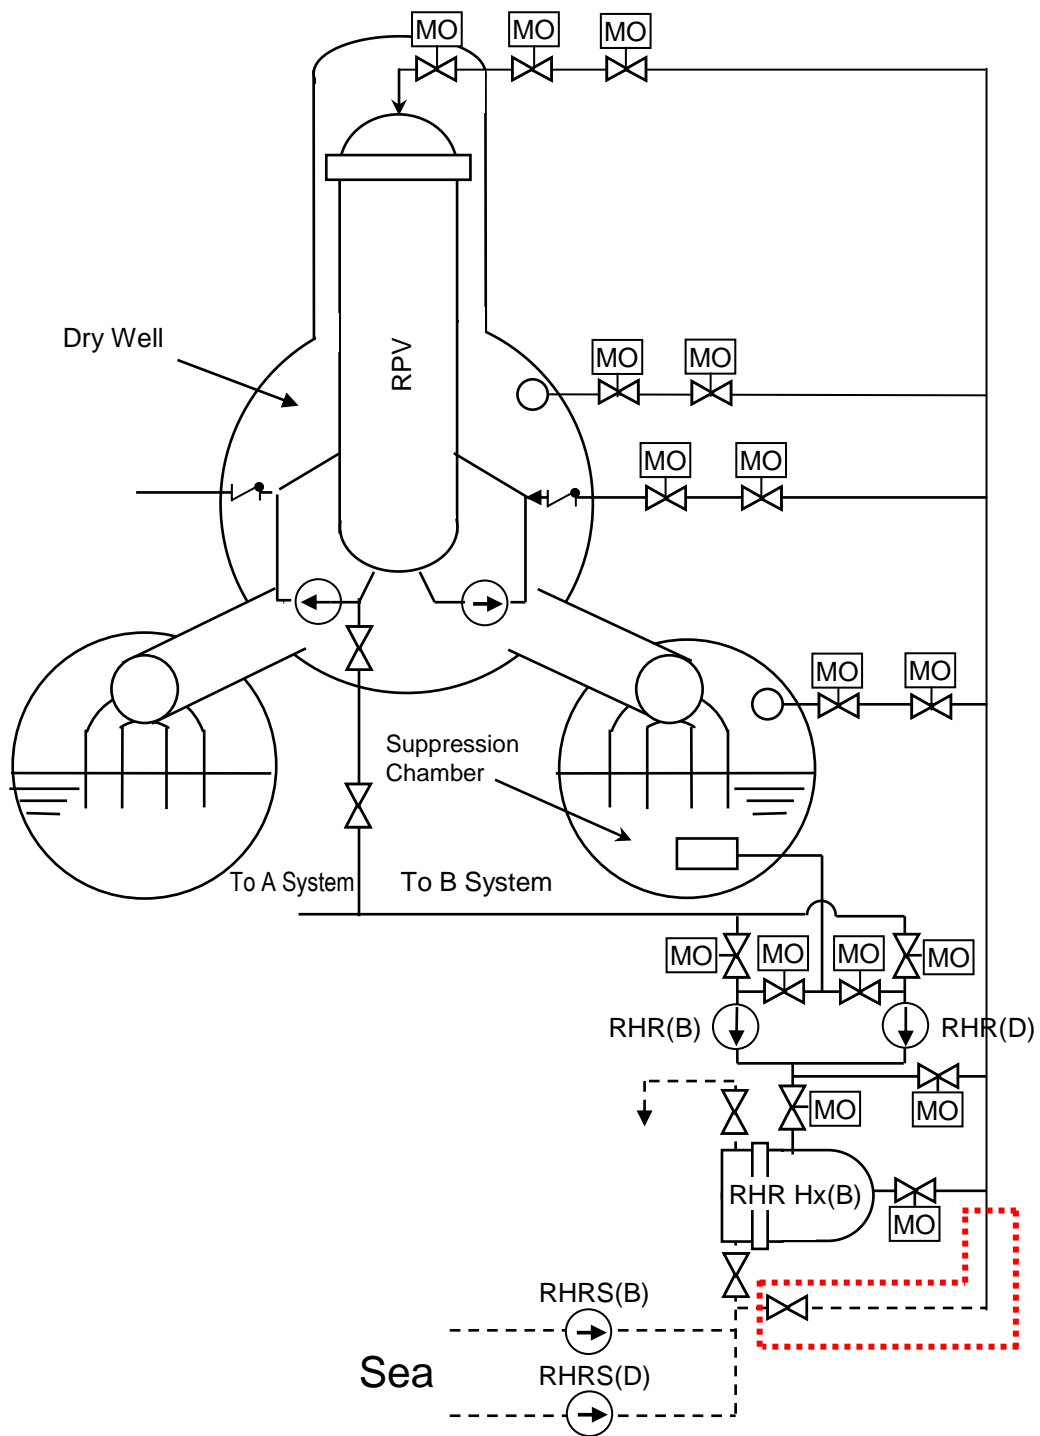 MO MO MO
Dry Well
RPV
MO MO
MO MO
MO MO
Suppression
Chamber
To A System To B System
MO MO MO MO
RHR(B) RHR(D)
MO MO
RHR Hx(B)
MO
RHRS(B)
Sea
RHRS(D)